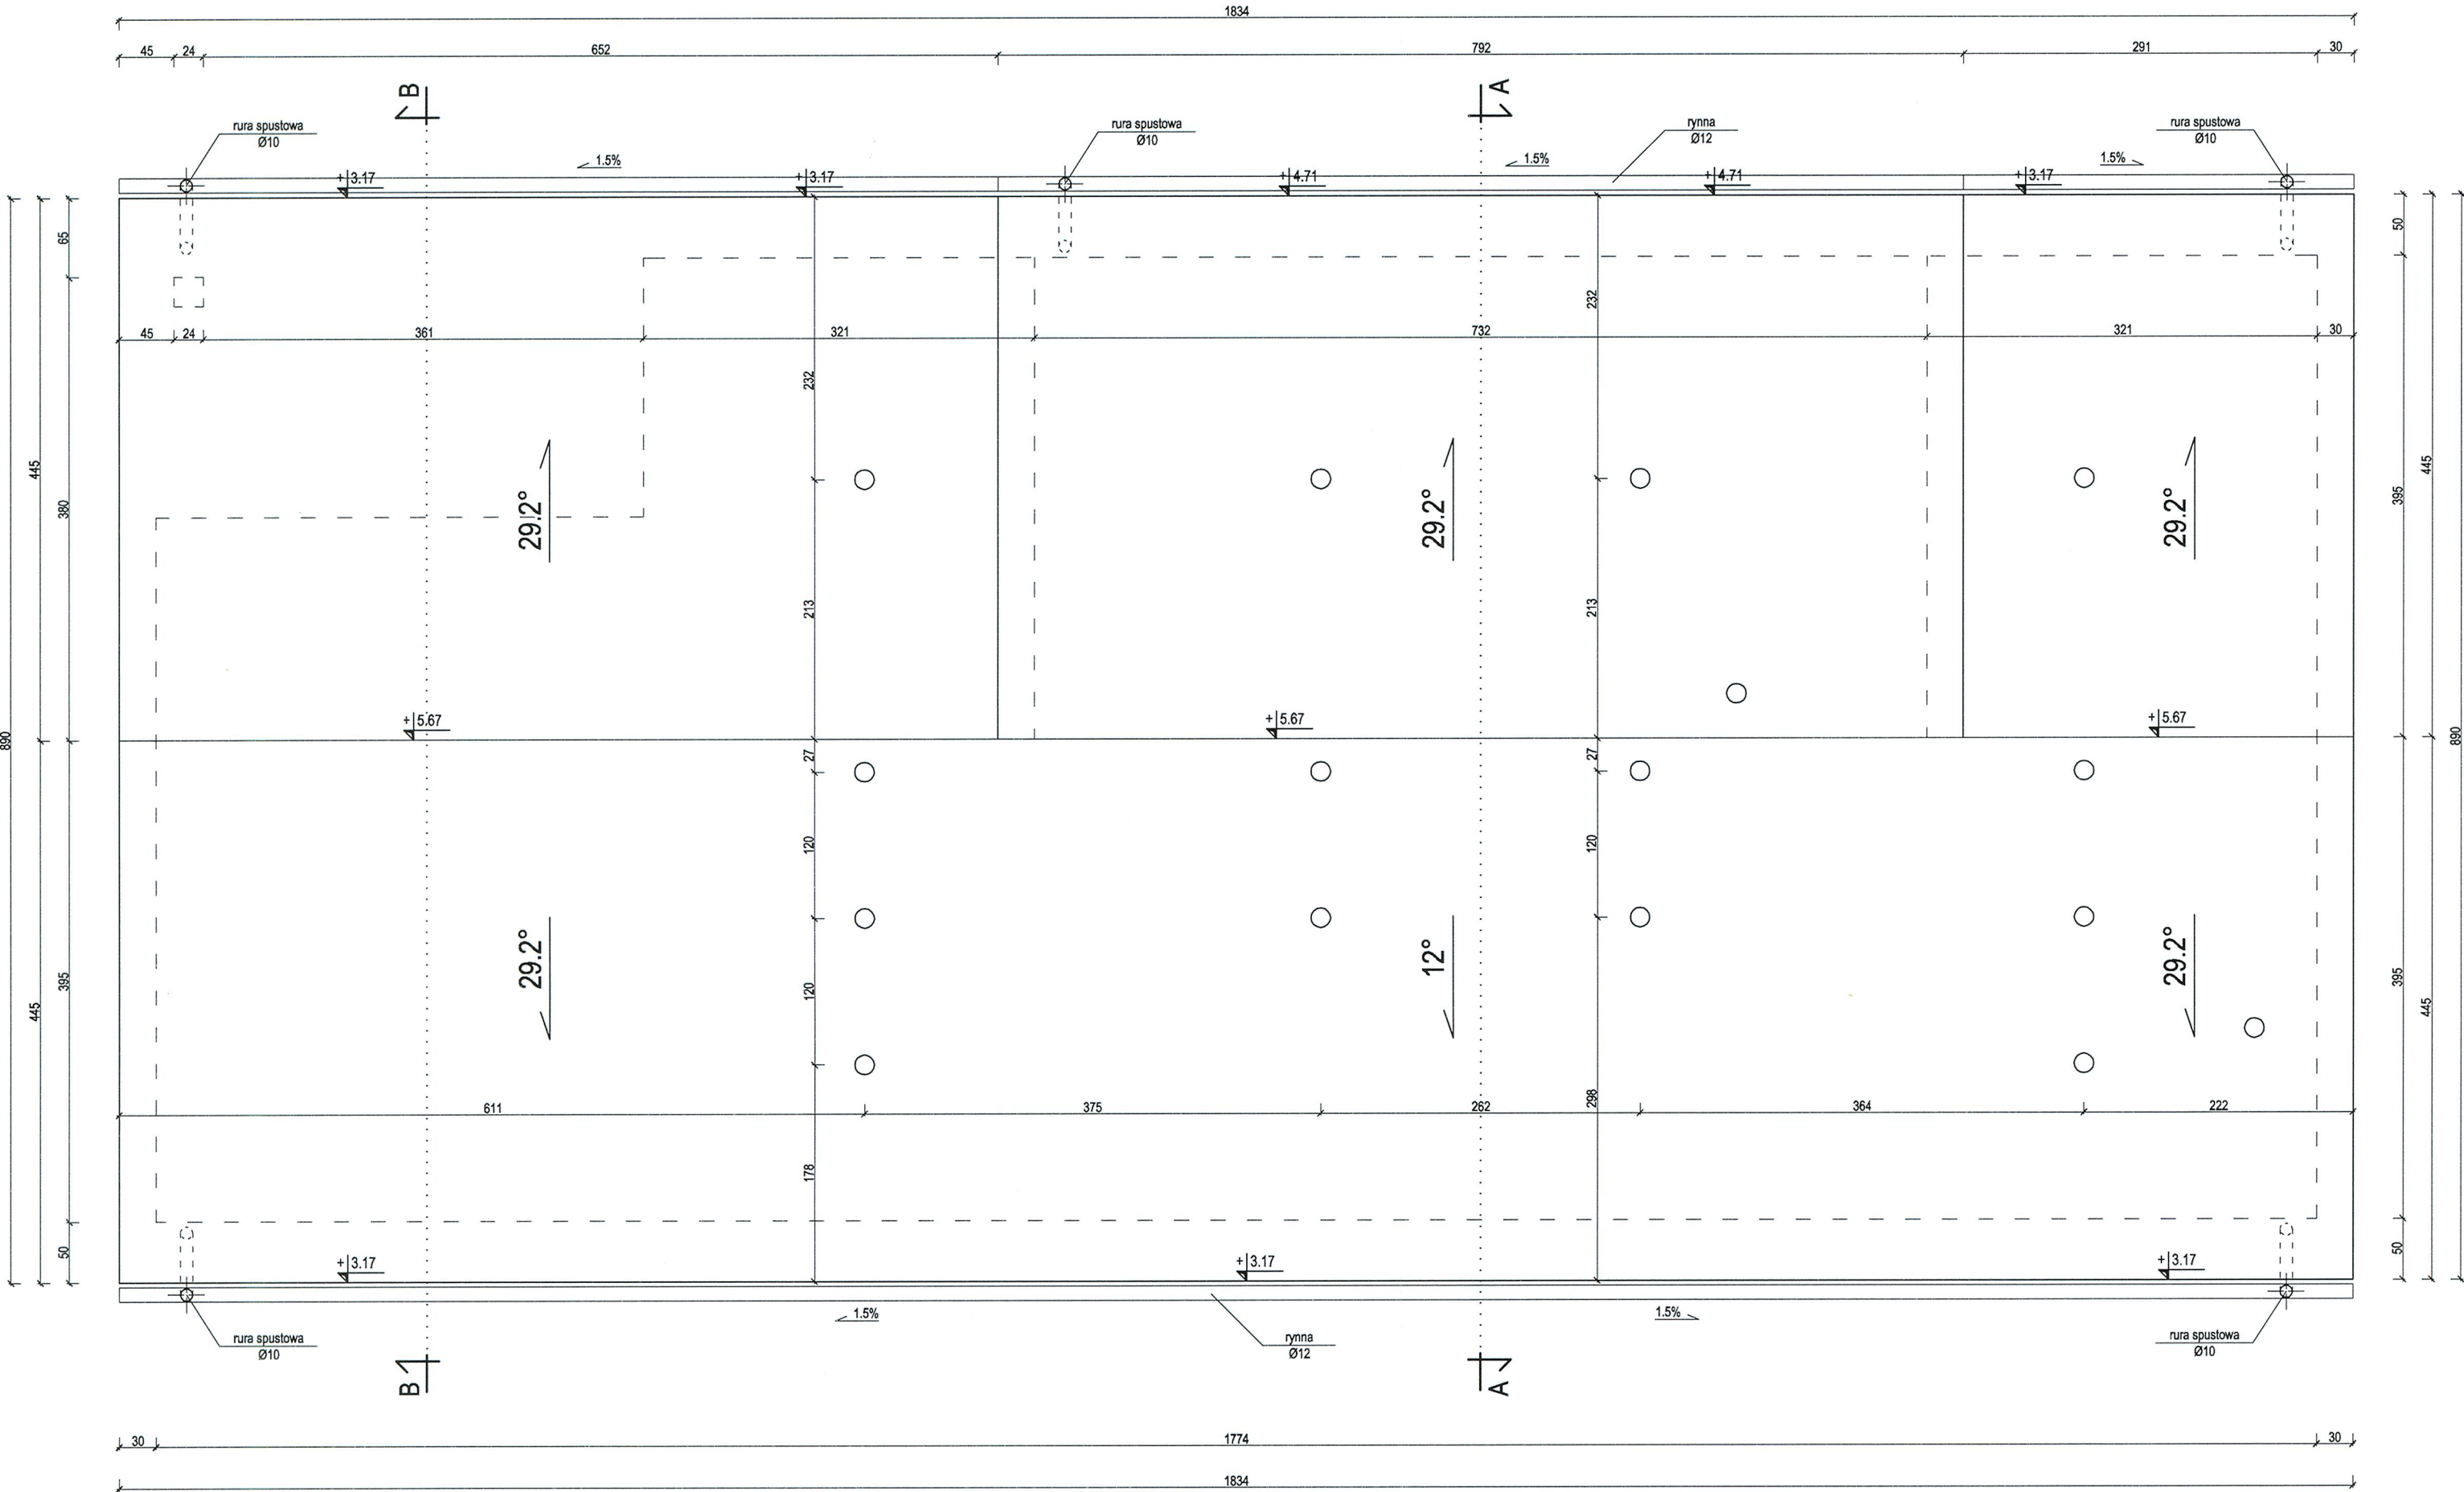 1834
45 24 652 792 291 30
B A
rura spustowa
Ø10
rura spustowa
Ø10
rynna
Ø12
rura spustowa
Ø10
1.5% 1.5% 1.5%
+3.17 +3.17 +4.71 +4.71 +3.17
65 50
232
45 24 361 321 732 321 30
232
445 380 395 445
29.2° 29.2° 29.2°
213 213
+5.67 +5.67 +5.67
890 27 27 890
120 120
29.2° 12° 29.2°
445 395 120 395 445
611 375 262 298 364 222
178
50 50
+3.17 +3.17 +3.17
1.5% 1.5%
rura spustowa
Ø10
rynna
Ø12
rura spustowa
Ø10
B A
30 1774 30
1834